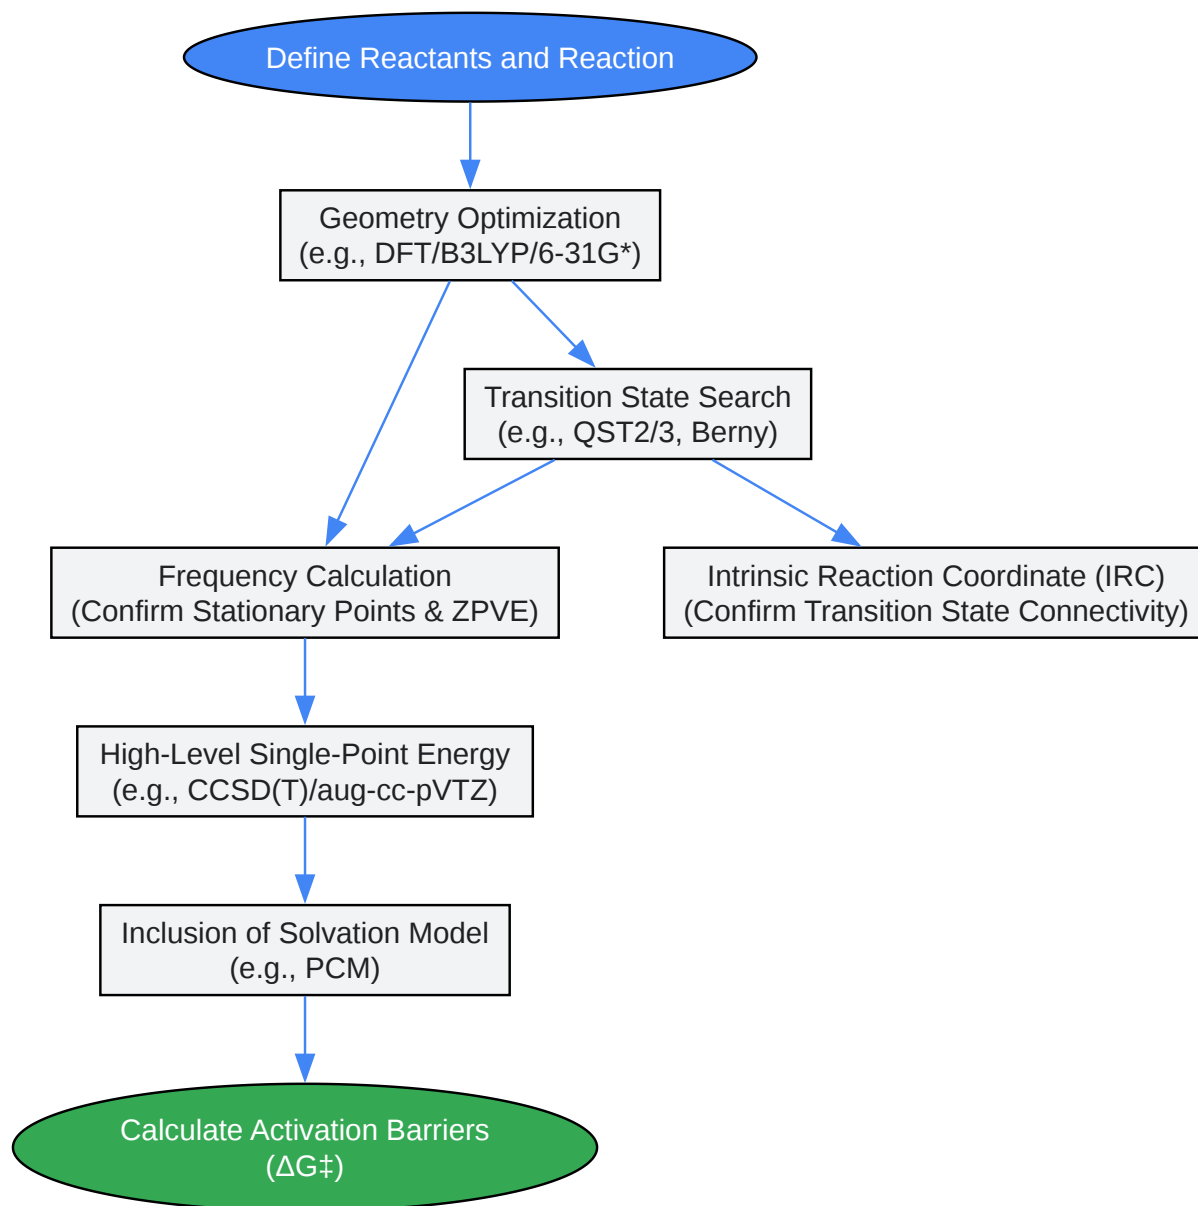 Define Reactants and Reaction
Geometry Optimization
(e.g., DFT/B3LYP/6-31G*)
Transition State Search
(e.g., QST2/3, Berny)
Frequency Calculation
(Confirm Stationary Points & ZPVE)
Intrinsic Reaction Coordinate (IRC)
(Confirm Transition State Connectivity)
High-Level Single-Point Energy
(e.g., CCSD(T)/aug-cc-pVTZ)
Inclusion of Solvation Model
(e.g., PCM)
Calculate Activation Barriers
(ΔG‡)